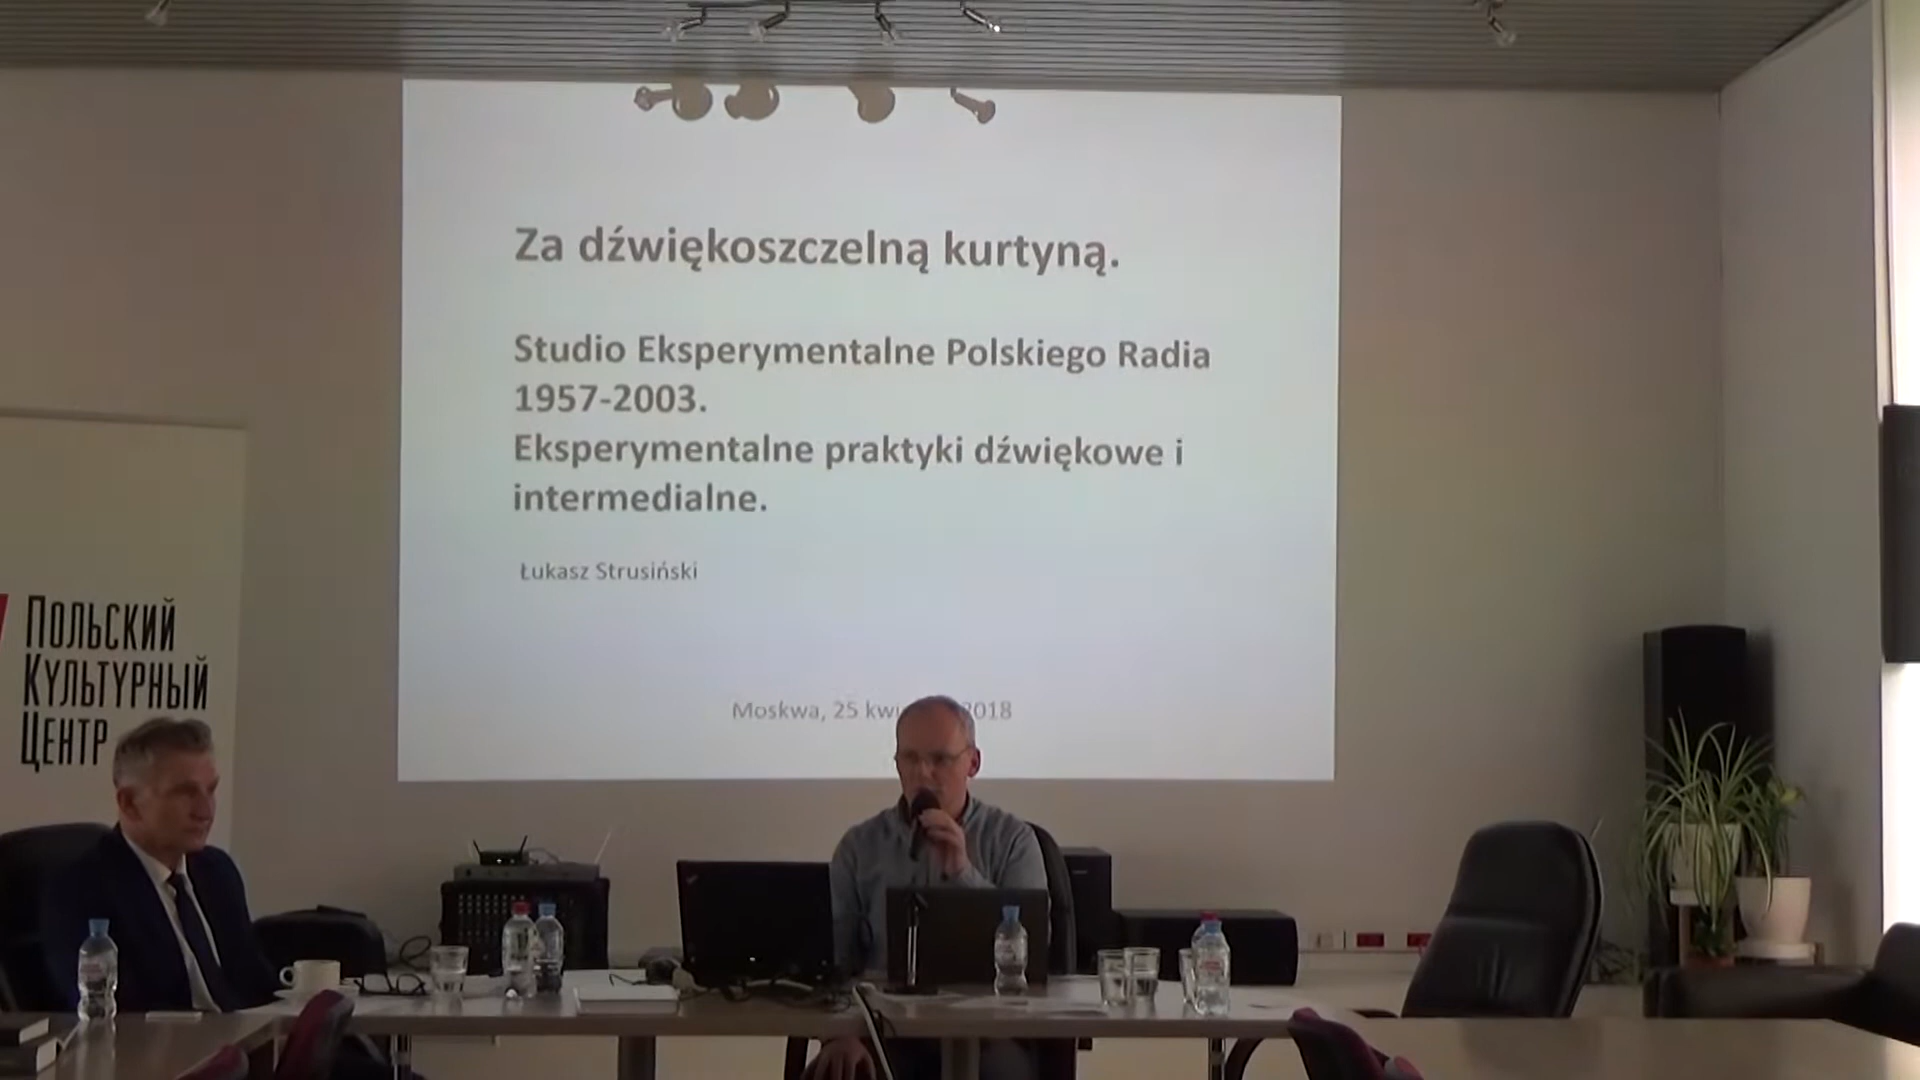 Za dźwiękoszczelną kurtyną.
Studio Eksperymentalne Polskiego Radia
1957-2003.
Eksperymentalne praktyki dźwiękowe i
intermedialne.
Łukasz Strusiński
Moskwa, 25 2018
Польский
Культурный
Центр